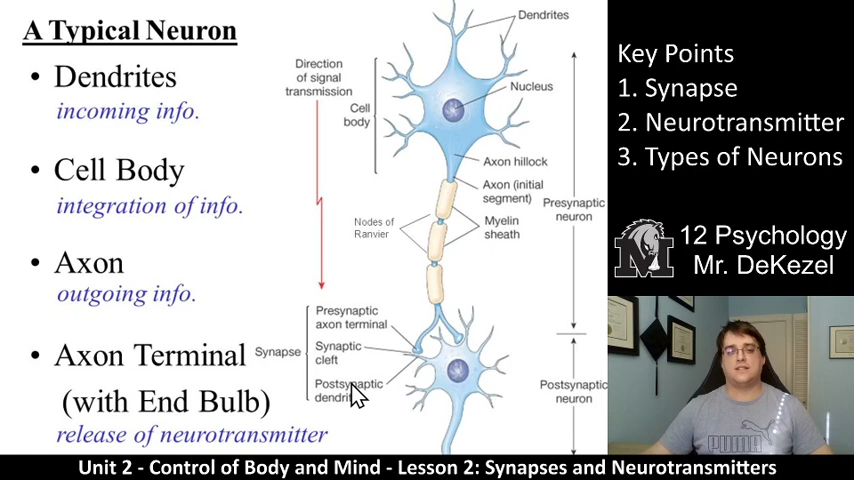 A Typical Neuron
• Dendrites
incoming info.
• Cell Body
integration of info.
• Axon
outgoing info.
• Axon Terminal
(with End Bulb)
release of neurotransmitter
Dendrites
Direction
of signal
transmission
Nucleus
Cell
body
Axon hillock
Axon (initial
segment)
Presynaptic
neuron
Nodes of
Ranvier
Myelin
sheath
Presynaptic
axon terminal
Synapse
Synaptic
cleft
Postsynaptic
dendrite
Postsynaptic
neuron
Key Points
1. Synapse
2. Neurotransmitter
3. Types of Neurons
M
12 Psychology
Mr. DeKezel
PUMA
Unit 2 - Control of Body and Mind - Lesson 2: Synapses and Neurotransmitters